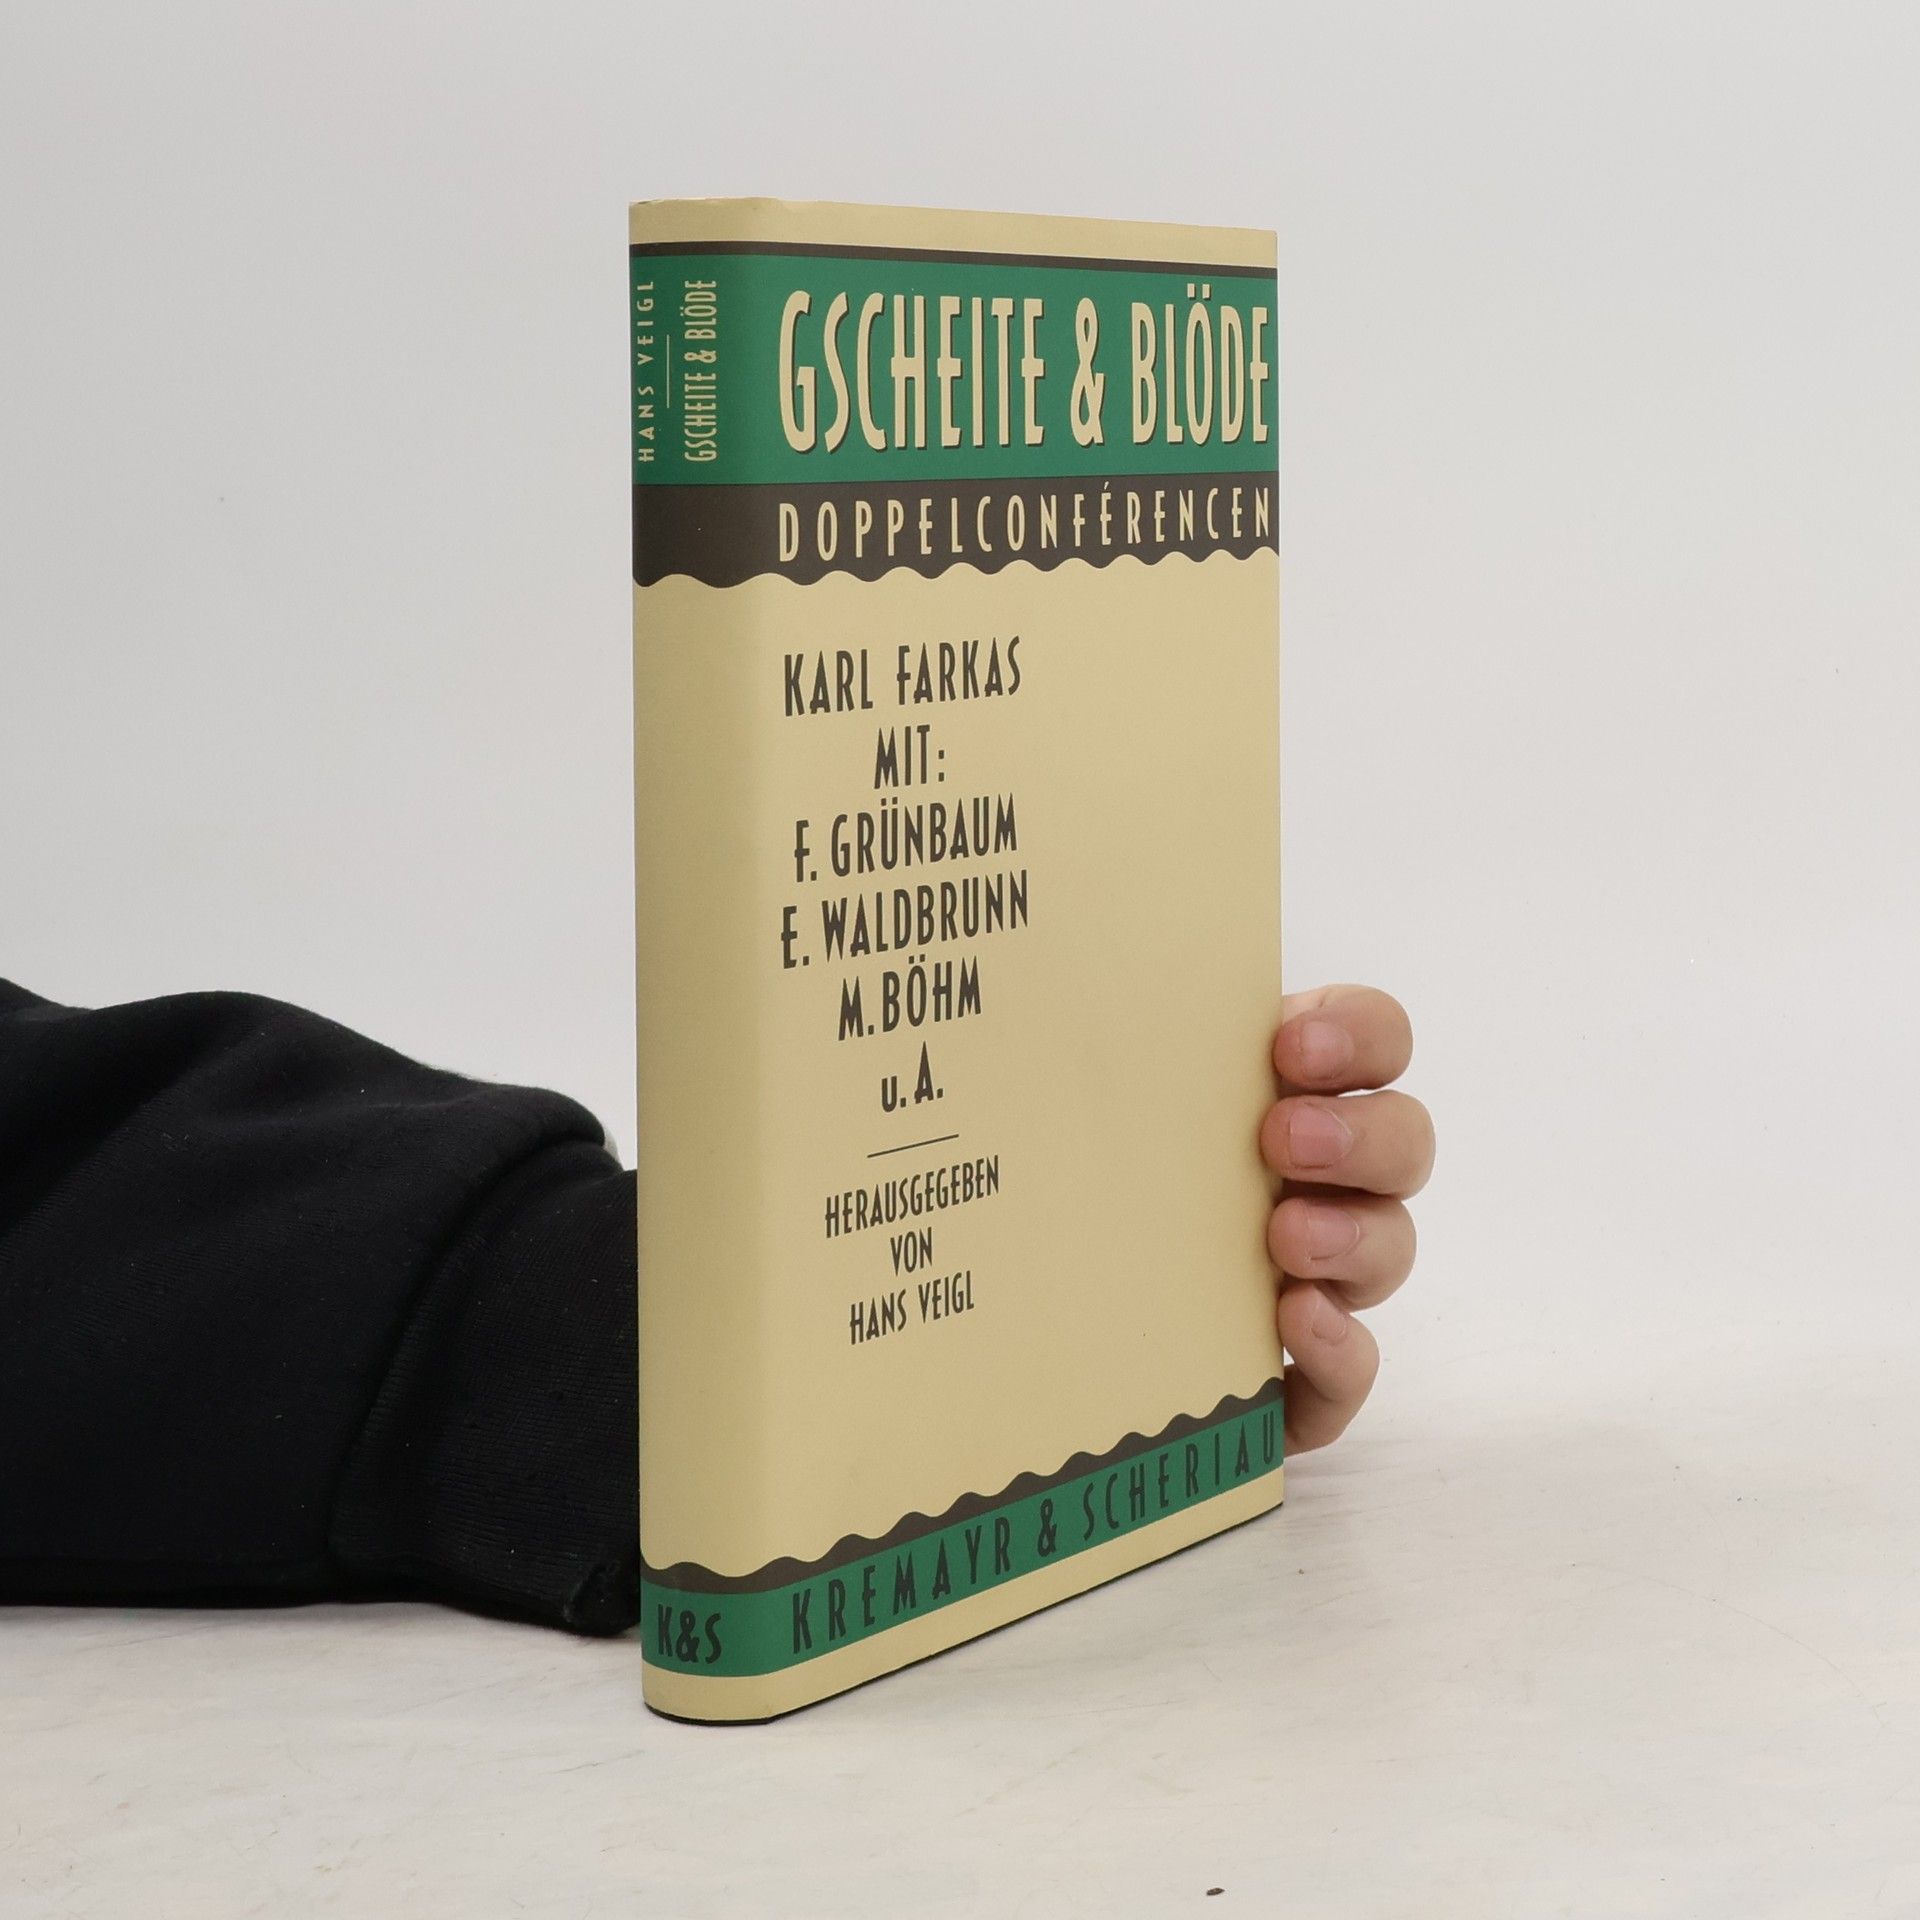 HANS VEIGL
GSCHEITE & BLÖDE
K&S
GSCHEITE & BLÖDE
DOPPELCONFÉRENCEN
KARL FARKAS
MIT:
F. GRÜNBAUM
E. WALDBRUNN
M. BÖHM
u. A.
HERAUSGEGEBEN
VON
HANS VEIGL
KREMAYR & SCHERIAU